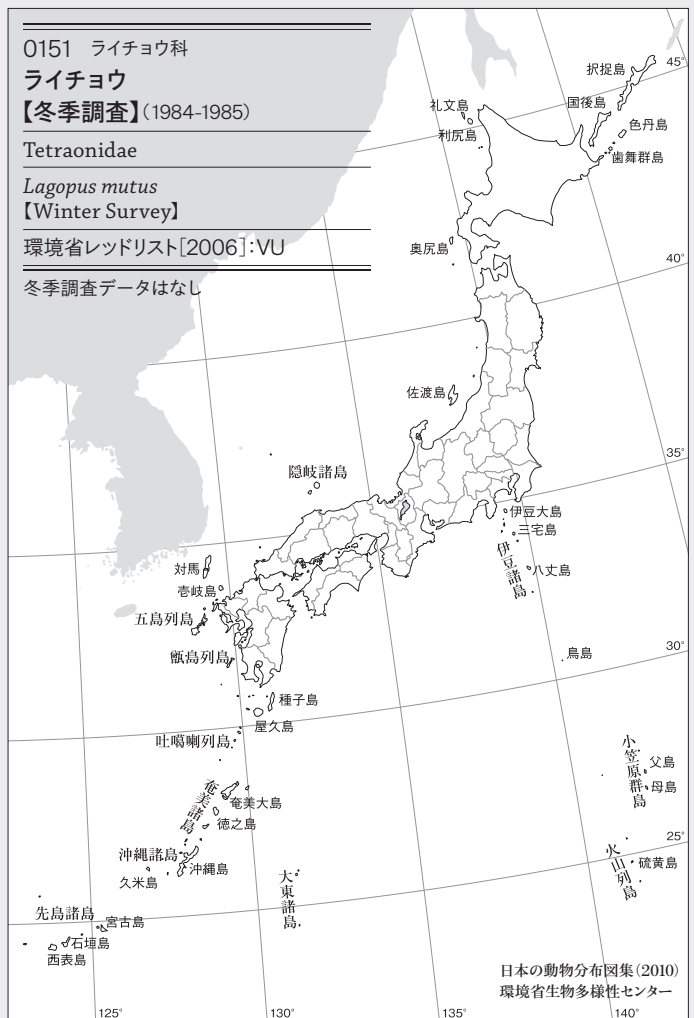 0151 ライチョウ科
ライチョウ
【冬季調査】(1984-1985)
Tetraonidae
Lagopus mutus
【Winter Survey】
環境省レッドリスト[2006]:VU
冬季調査データはなし
択捉島
45°
礼文島
国後島
利尻島
色丹島
歯舞群島
奥尻島
40°
佐渡島
35°
隠岐諸島
伊豆大島
三宅島
伊豆諸島
八丈島
対馬
壱岐島
五島列島
甑島列島
鳥島
30°
種子島
屋久島
吐噶喇列島
小笠原群島
父島
母島
奄美諸島
奄美大島
徳之島
25°
沖縄諸島
沖縄島
久米島
火山列島
硫黄島
大東諸島
先島諸島
宮古島
石垣島
西表島
日本の動物分布図集(2010)
環境省生物多様性センター
125°
130°
135°
140°